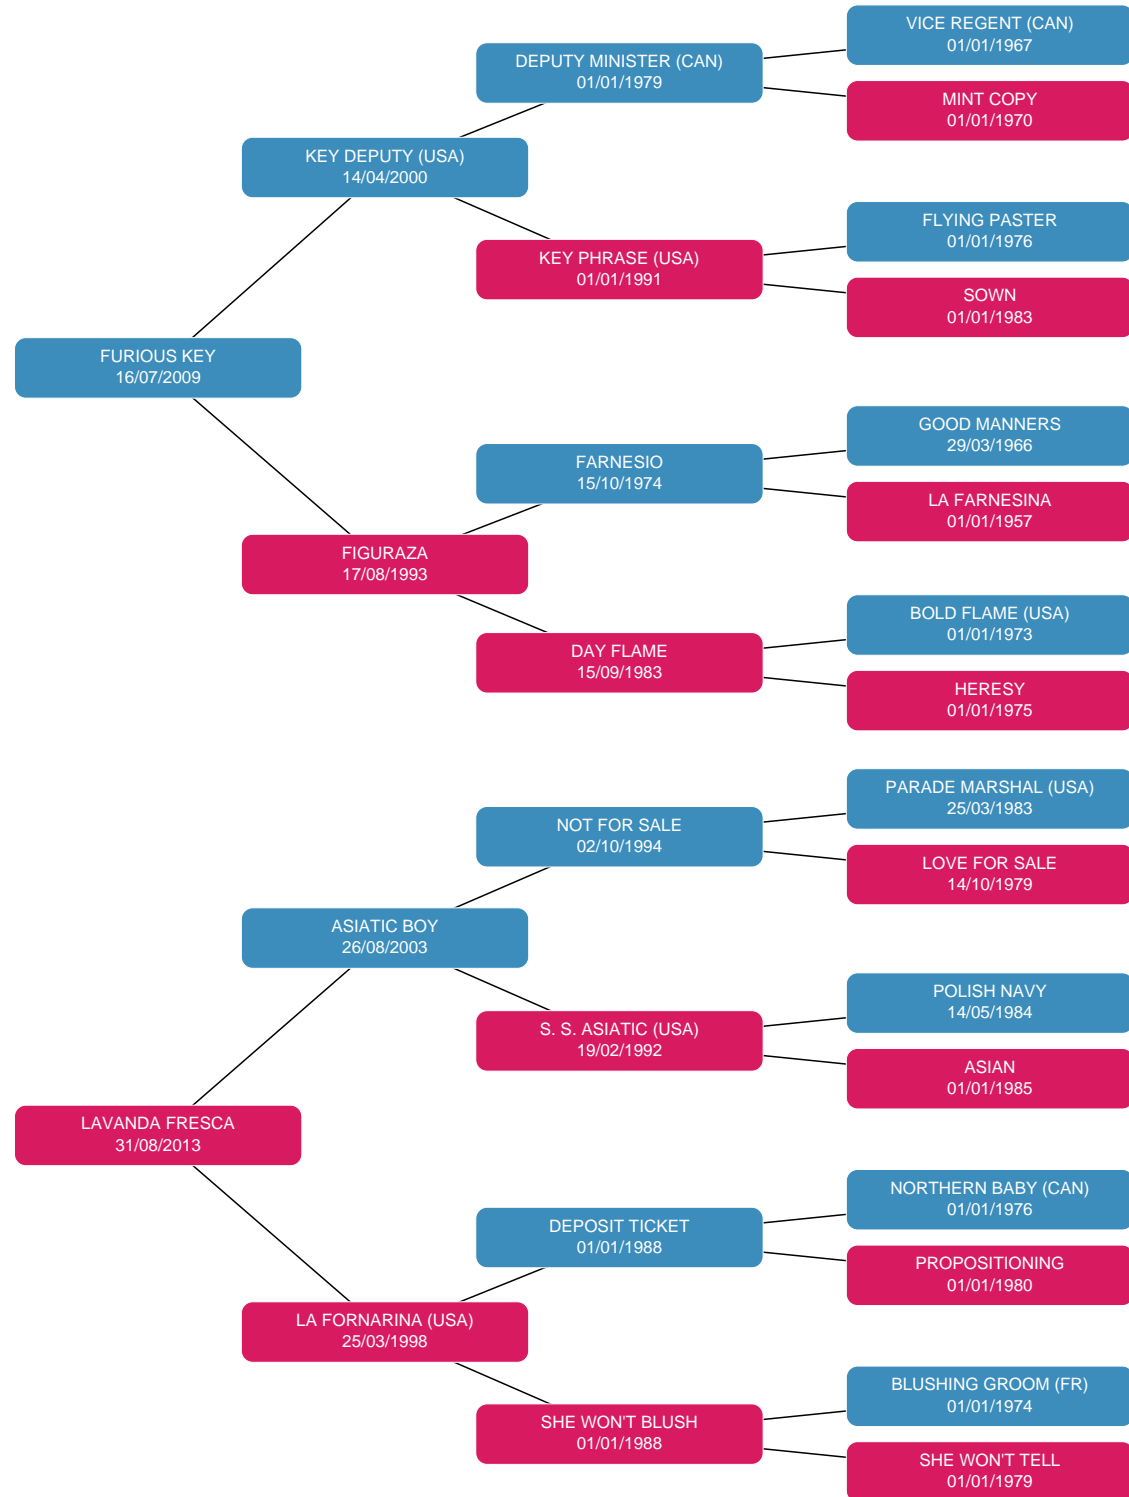 VICE REGENT (CAN)
01/01/1967
DEPUTY MINISTER (CAN)
01/01/1979
MINT COPY
01/01/1970
KEY DEPUTY (USA)
14/04/2000
FLYING PASTER
01/01/1976
KEY PHRASE (USA)
01/01/1991
SOWN
01/01/1983
FURIOUS KEY
16/07/2009
GOOD MANNERS
29/03/1966
FARNESIO
15/10/1974
LA FARNESINA
01/01/1957
FIGURAZA
17/08/1993
BOLD FLAME (USA)
01/01/1973
DAY FLAME
15/09/1983
HERESY
01/01/1975
PARADE MARSHAL (USA)
25/03/1983
NOT FOR SALE
02/10/1994
LOVE FOR SALE
14/10/1979
ASIATIC BOY
26/08/2003
POLISH NAVY
14/05/1984
S. S. ASIATIC (USA)
19/02/1992
ASIAN
01/01/1985
LAVANDA FRESCA
31/08/2013
NORTHERN BABY (CAN)
01/01/1976
DEPOSIT TICKET
01/01/1988
PROPOSITIONING
01/01/1980
LA FORNARINA (USA)
25/03/1998
BLUSHING GROOM (FR)
01/01/1974
SHE WON'T BLUSH
01/01/1988
SHE WON'T TELL
01/01/1979